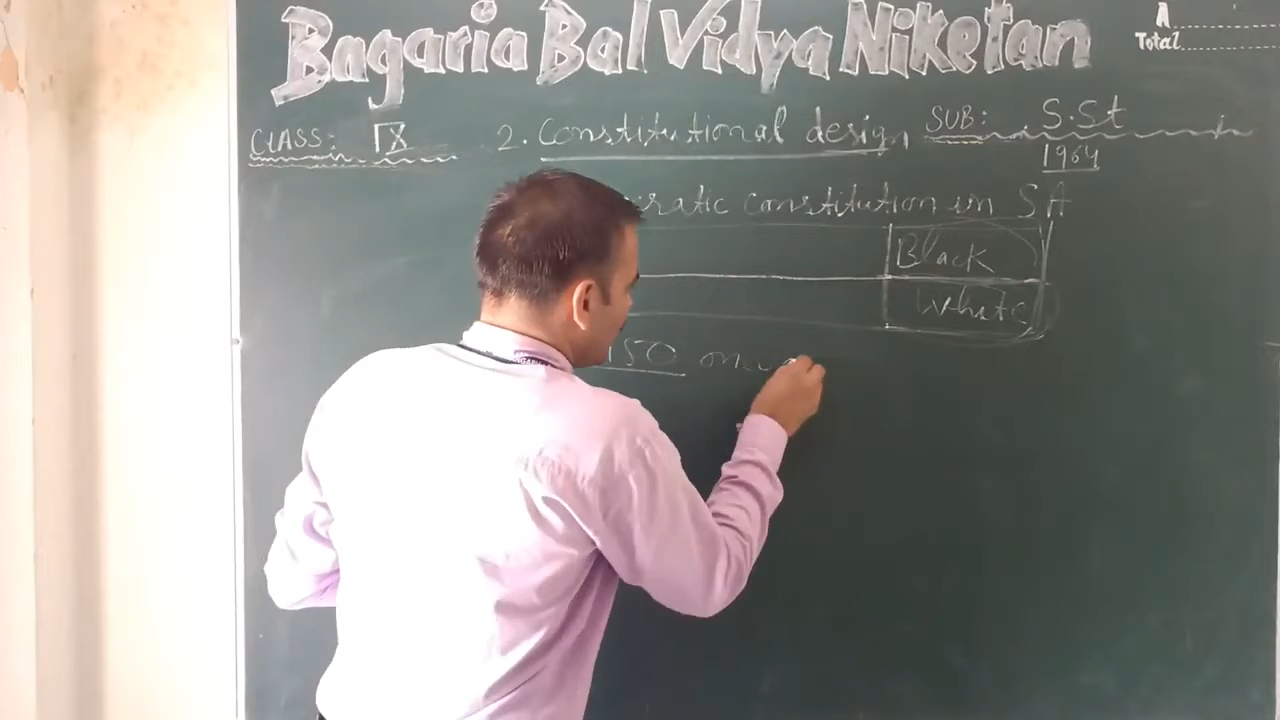 Bagaria Bal Vidya Niketan
A
Total
CLASS: IX 2. Constitutional design SUB: S.St
1964
cratic constitution in SA
Black
White
150